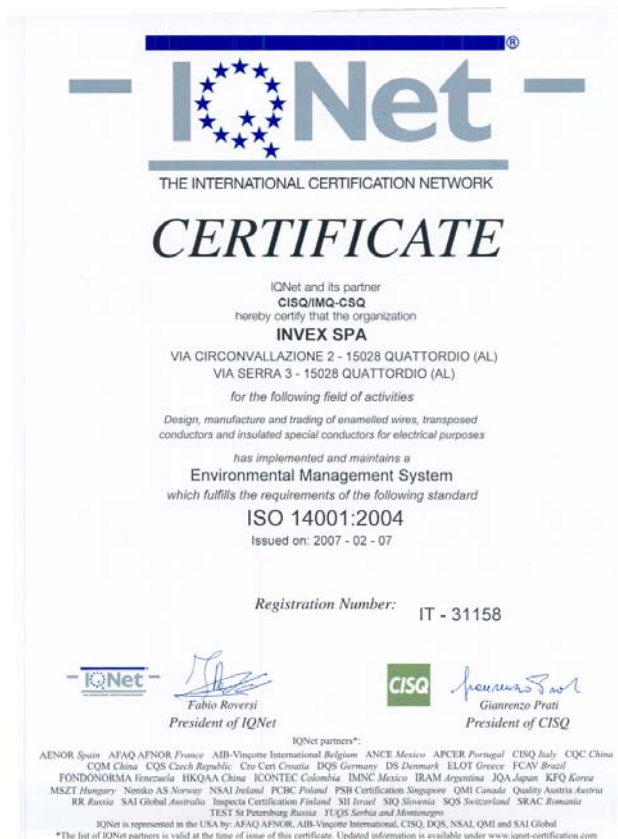 IQNet®
THE INTERNATIONAL CERTIFICATION NETWORK
CERTIFICATE
IQNet and its partner
CISQ/IMQ-CSQ
hereby certify that the organization
INVEX SPA
VIA CIRCONVALLAZIONE 2 - 15028 QUATTORDIO (AL)
VIA SERRA 3 - 15028 QUATTORDIO (AL)
for the following field of activities
Design, manufacture and trading of enamelled wires, transposed
conductors and insulated special conductors for electrical purposes
has implemented and maintains a
Environmental Management System
which fulfills the requirements of the following standard
ISO 14001:2004
Issued on: 2007 - 02 - 07
Registration Number: IT - 31158
IQNet
CISQ
Fabio Roversi
President of IQNet
Gianrenzo Prati
President of CISQ
IQNet partners*:
AENOR Spain AFAQ AFNOR France AIB-Vinçotte International Belgium ANCE Mexico APCER Portugal CISQ Italy CQC China
CQM China CQS Czech Republic Cro Cert Croatia DQS Germany DS Denmark ELOT Greece FCAV Brazil
FONDONORMA Venezuela HKQAA China ICONTEC Colombia IMNC Mexico IRAM Argentina JQA Japan KFQ Korea
MSZT Hungary Nemko AS Norway NSAI Ireland PCBC Poland PSB Certification Singapore QMI Canada Quality Austria Austria
RR Russia SAI Global Australia Inspecta Certification Finland SII Israel SIQ Slovenia SQS Switzerland SRAC Romania
TEST St Petersburg Russia YUQS Serbia and Montenegro
IQNet is represented in the USA by: AFAQ AFNOR, AIB-Vinçotte International, CISQ, DQS, NSAI, QMI and SAI Global
*The list of IQNet partners is valid at the time of issue of this certificate. Updated information is available under www.iqnet-certification.com